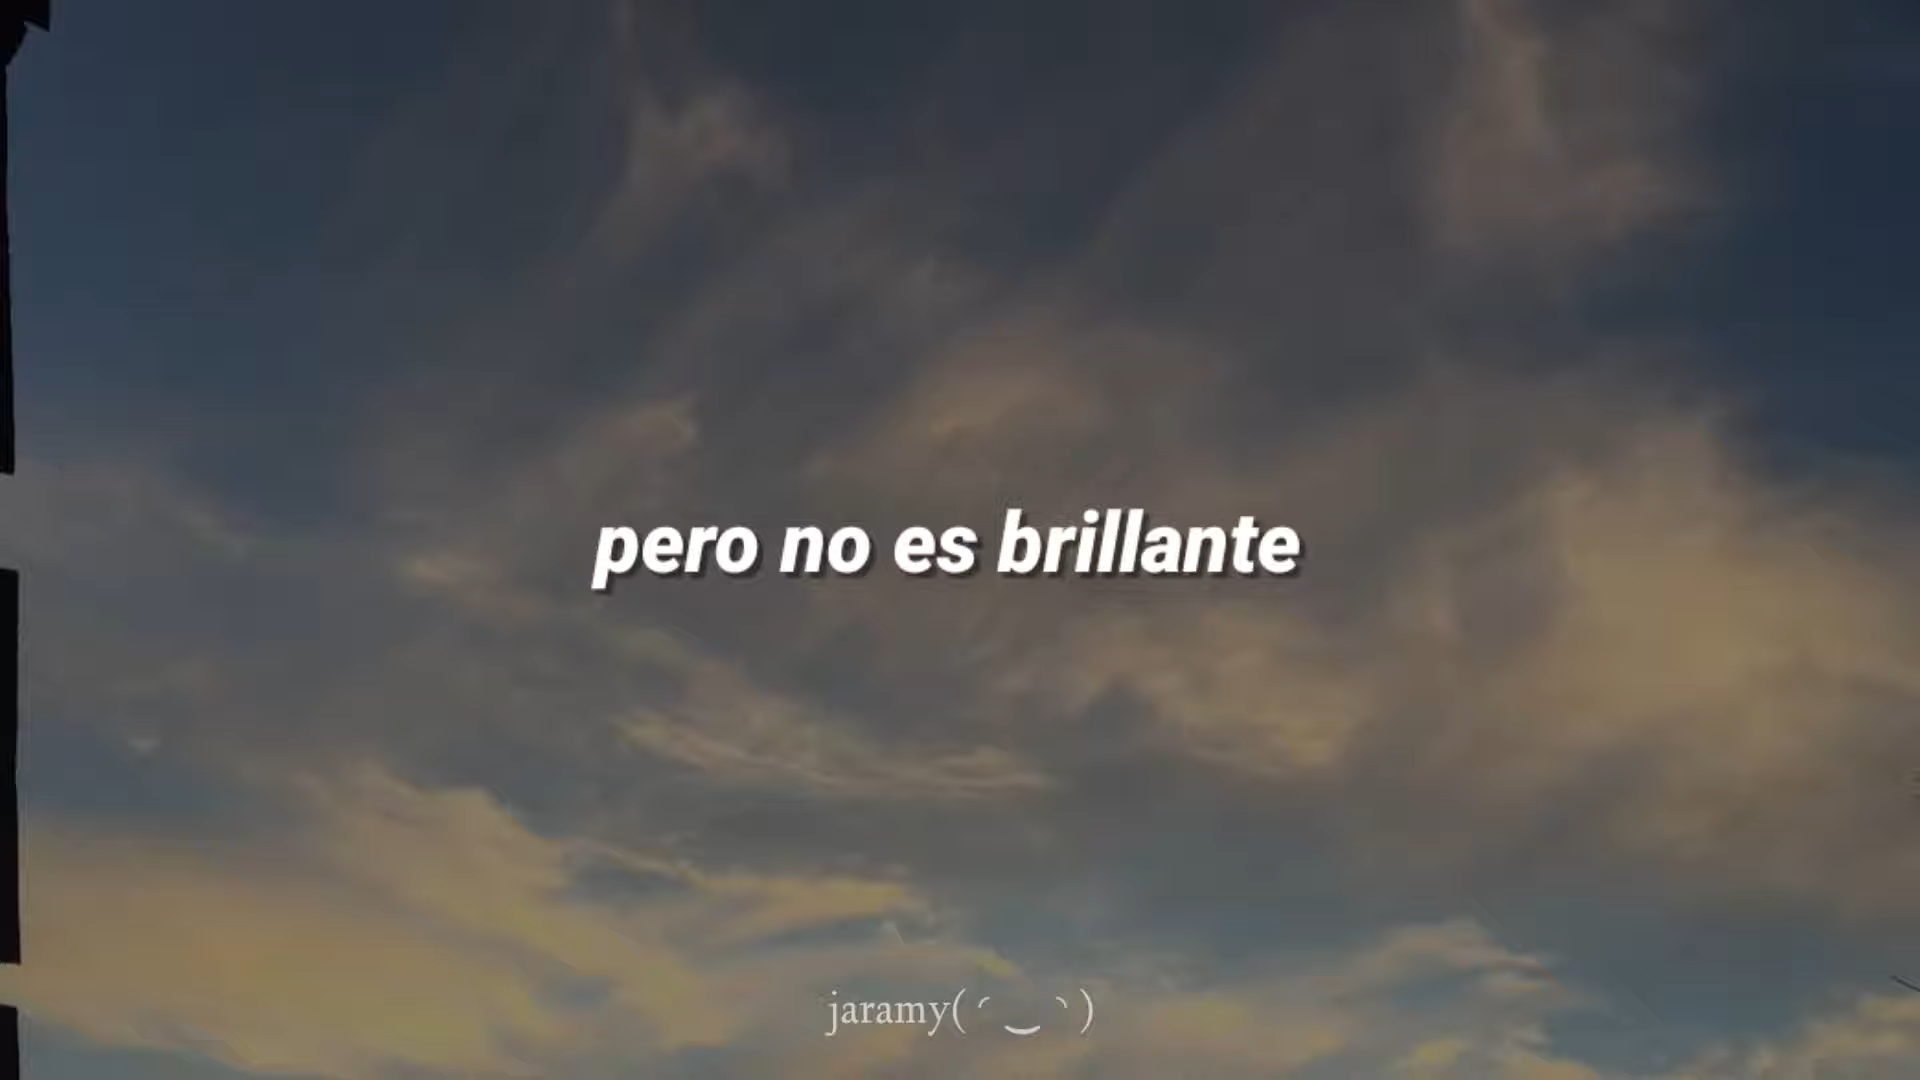 pero no es brillante
jaramy( ´ ‿ ` )